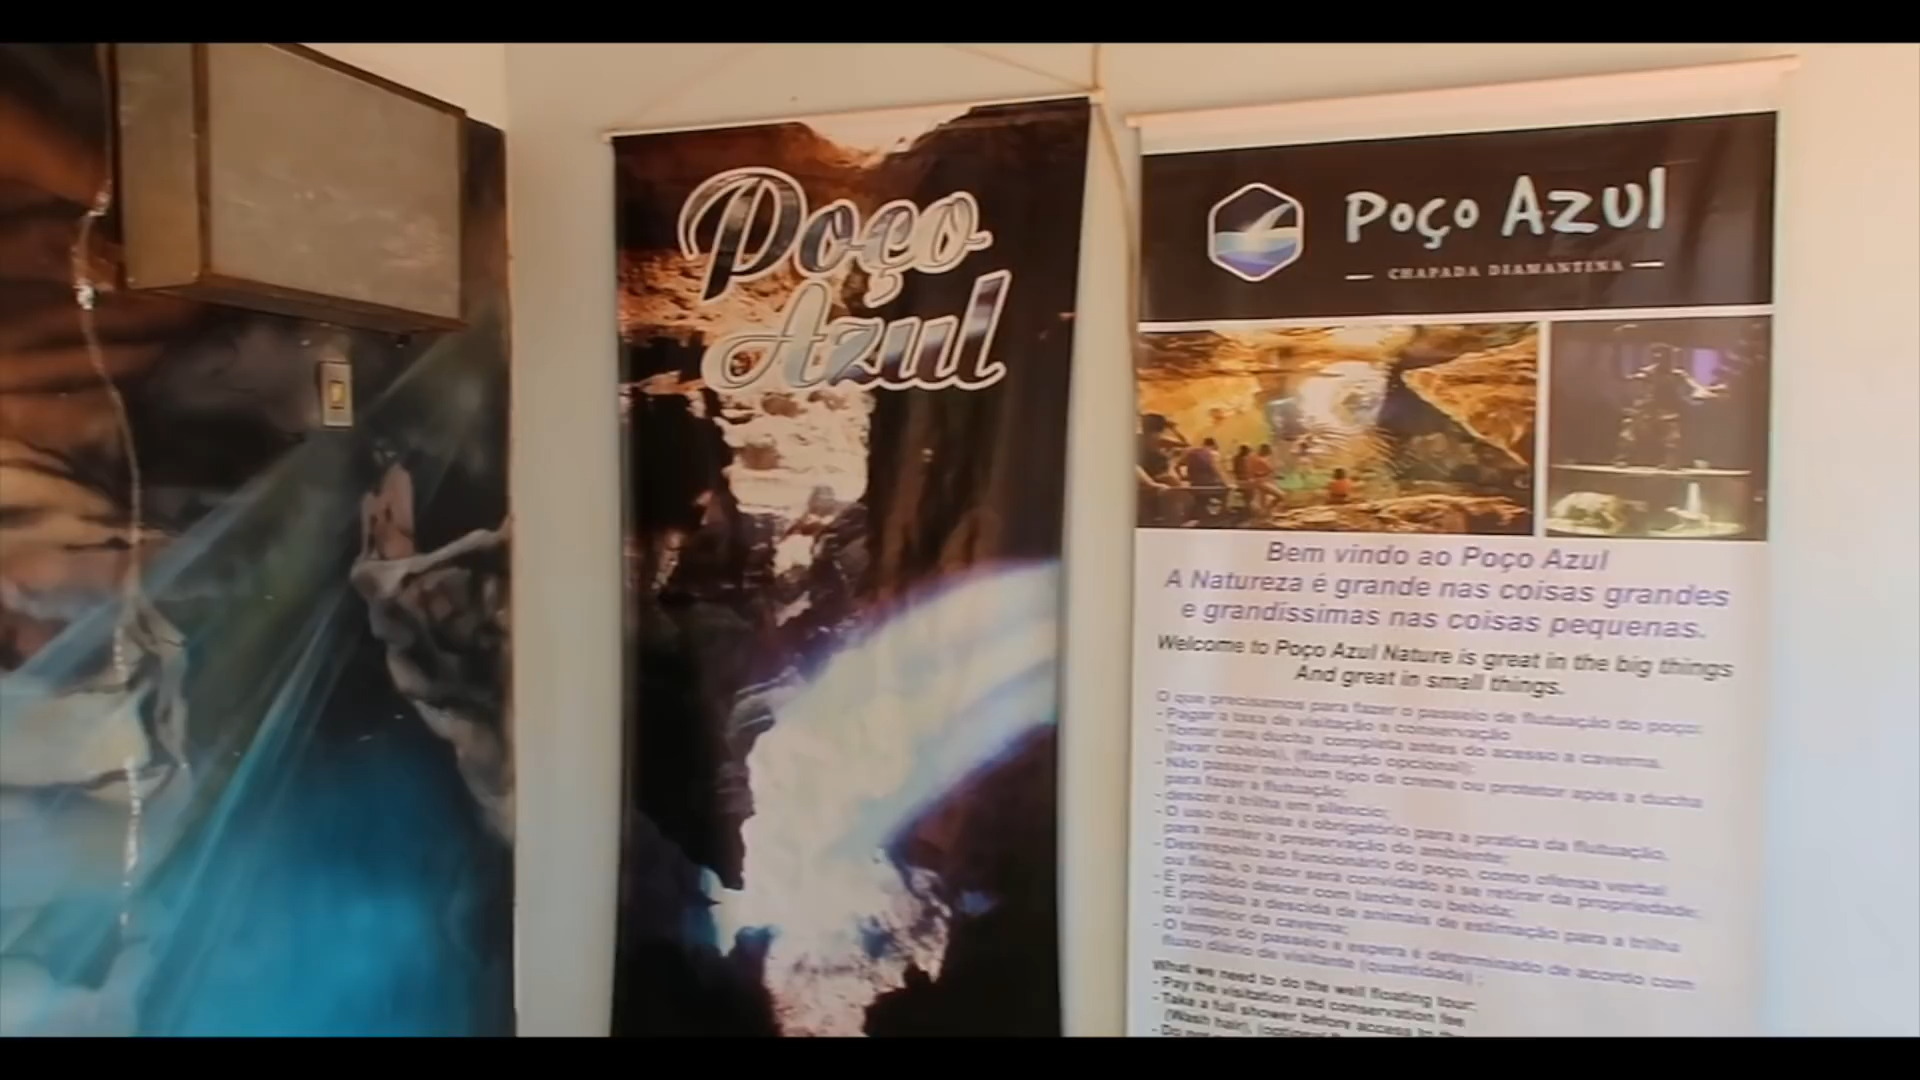 Poço
Azul
Poço Azul
CHAPADA DIAMANTINA
Bem vindo ao Poço Azul
A Natureza é grande nas coisas grandes
e grandissimas nas coisas pequenas.
Welcome to Poço Azul Nature is great in the big things
And great in small things.
O que precisamos para fazer o passeio de flutuação do poço:
- Pagar a taxa de visitação e conservação
- Tomar uma ducha completa antes do acesso a caverna,
(lavar cabelos), (flutuação opcional);
- Não passar nenhum tipo de creme ou protetor após a ducha
para fazer a flutuação;
- descer a trilha em silencio;
- O uso do colete é obrigatório para a pratica da flutuação,
para manter a preservação do ambiente;
- Desrespeito ao funcionário do poço, como ofensa verbal
ou fisica, o autor será convidado a se retirar da propriedade;
- E proibido descer com lanche ou bebida;
- E proibida a descida de animais de estimação para a trilha
ou interior da caverna;
- O tempo do passeio e espera é determinado de acordo com
fluxo diário de visitante (quantidade) ;
What we need to do the well floating tour:
- Pay the visitation and conservation fee
- Take a full shower before access to the
(Wash hair), (optional
- Do not